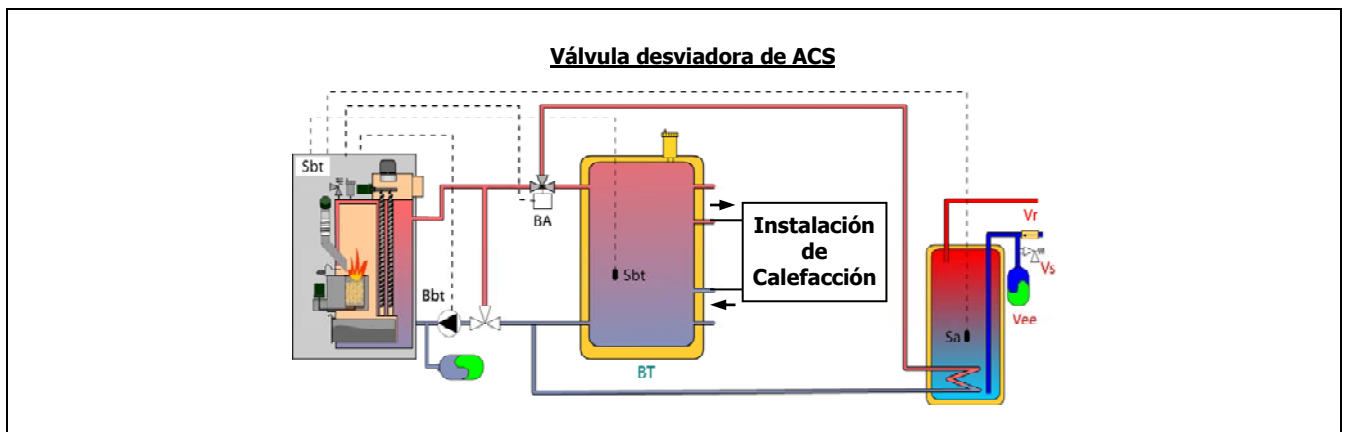 Válvula desviadora de ACS
Sbt
BA
Bbt
Sbt
BT
Instalación
de
Calefacción
Vr
Vs
Vee
Sa